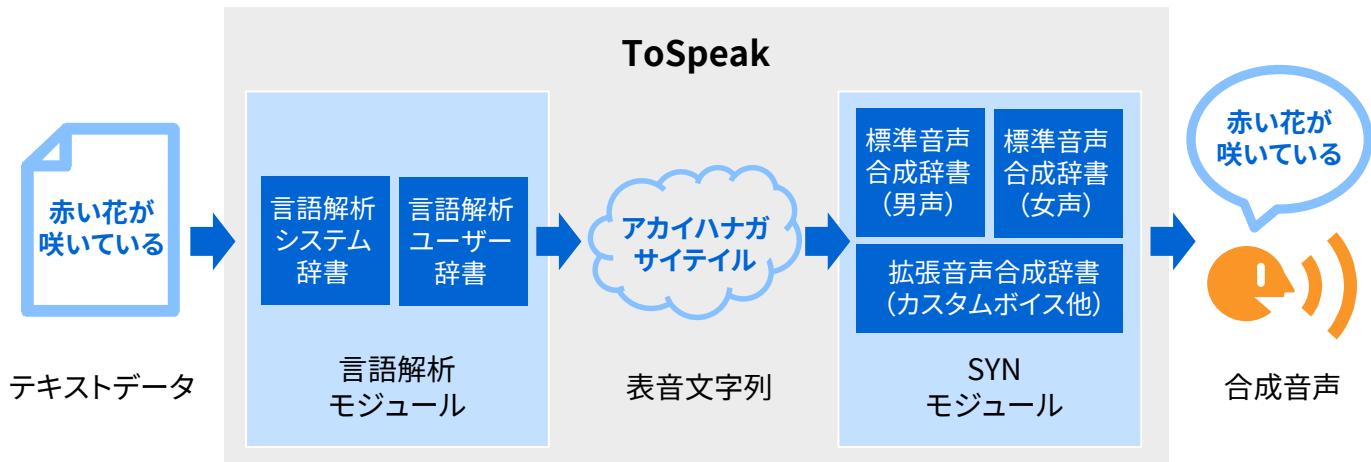 ToSpeak
赤い花が
咲いている
テキストデータ
言語解析
システム
辞書
言語解析
ユーザー
辞書
言語解析
モジュール
アカイハナガ
サイテイル
表音文字列
標準音声
合成辞書
（男声）
標準音声
合成辞書
（女声）
拡張音声合成辞書
（カスタムボイス他）
SYN
モジュール
赤い花が
咲いている
合成音声